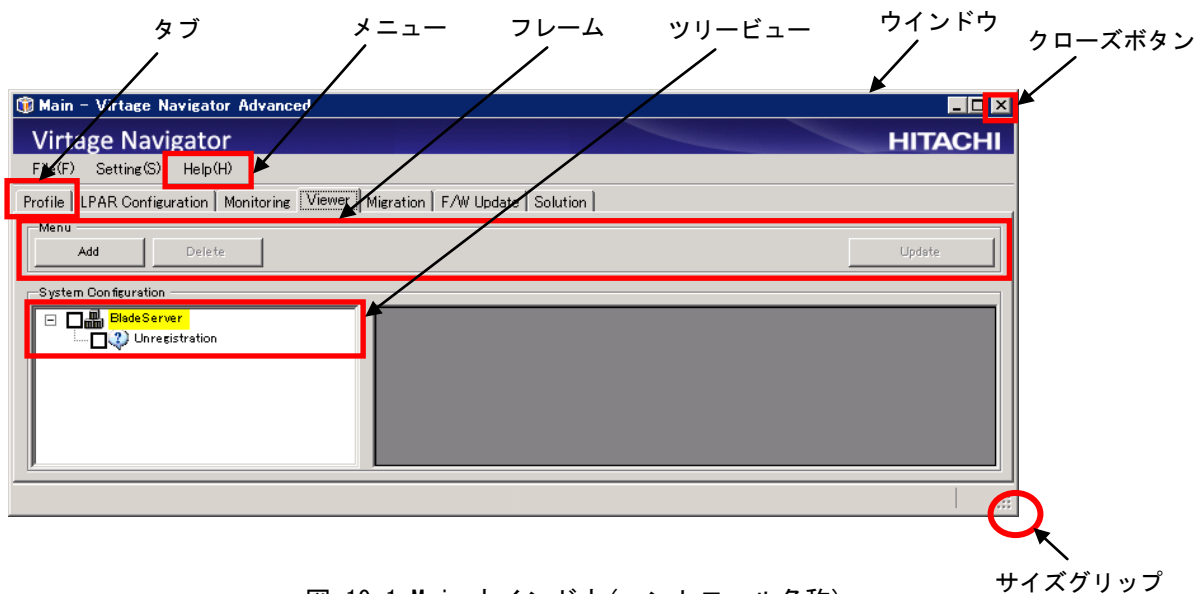 タブ
メニュー
フレーム
ツリービュー
ウインドウ
クローズボタン
Main - Virtage Navigator Advanced
Virtage Navigator
HITACHI
File(F) Setting(S) Help(H)
Profile LPAR Configuration Monitoring Viewer Migration F/W Update Solution
Menu
Add Delete Update
System Configuration
BladeServer
Unregistration
サイズグリップ